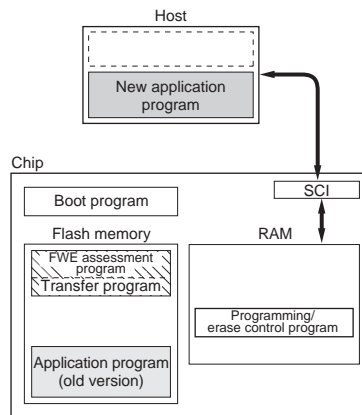 Host
New application
program
Chip
SCI
Boot program
Flash memory
RAM
FWE assessment
program
Transfer program
Programming/
erase control program
Application program
(old version)